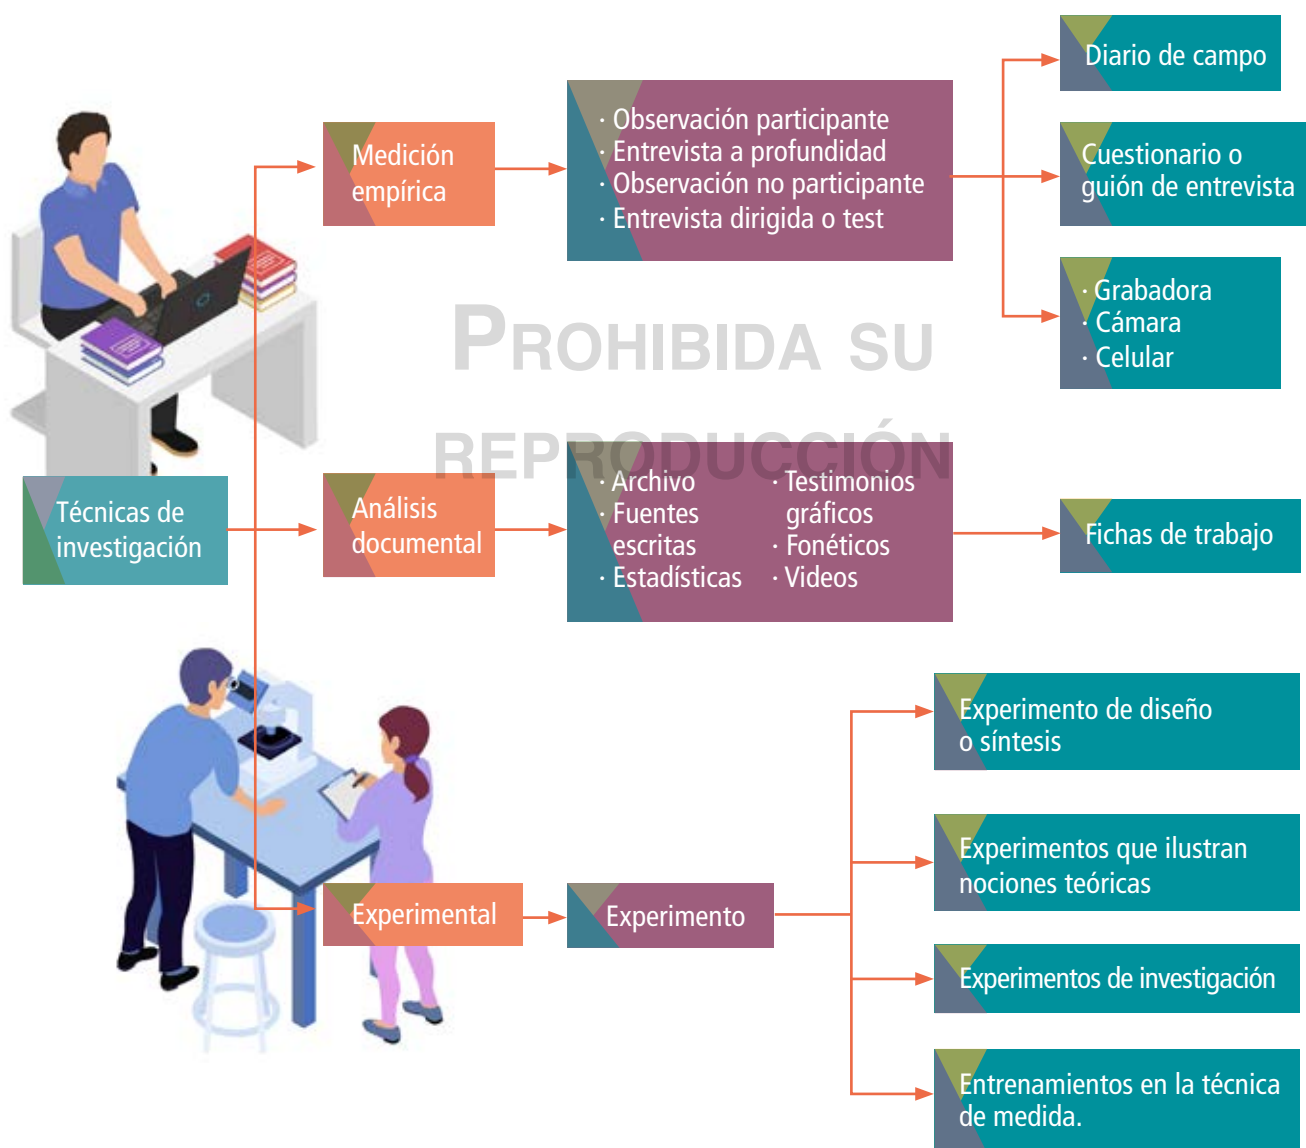 Diario de campo
Medición
empírica
· Observación participante
· Entrevista a profundidad
· Observación no participante
· Entrevista dirigida o test
Cuestionario o
guión de entrevista
· Grabadora
· Cámara
· Celular
PROHIBIDA SU
REPRODUCCIÓN
Técnicas de
investigación
Análisis
documental
· Archivo
· Fuentes
escritas
· Estadísticas
· Testimonios
gráficos
· Fonéticos
· Videos
Fichas de trabajo
Experimental
Experimento
Experimento de diseño
o síntesis
Experimentos que ilustran
nociones teóricas
Experimentos de investigación
Entrenamientos en la técnica
de medida.